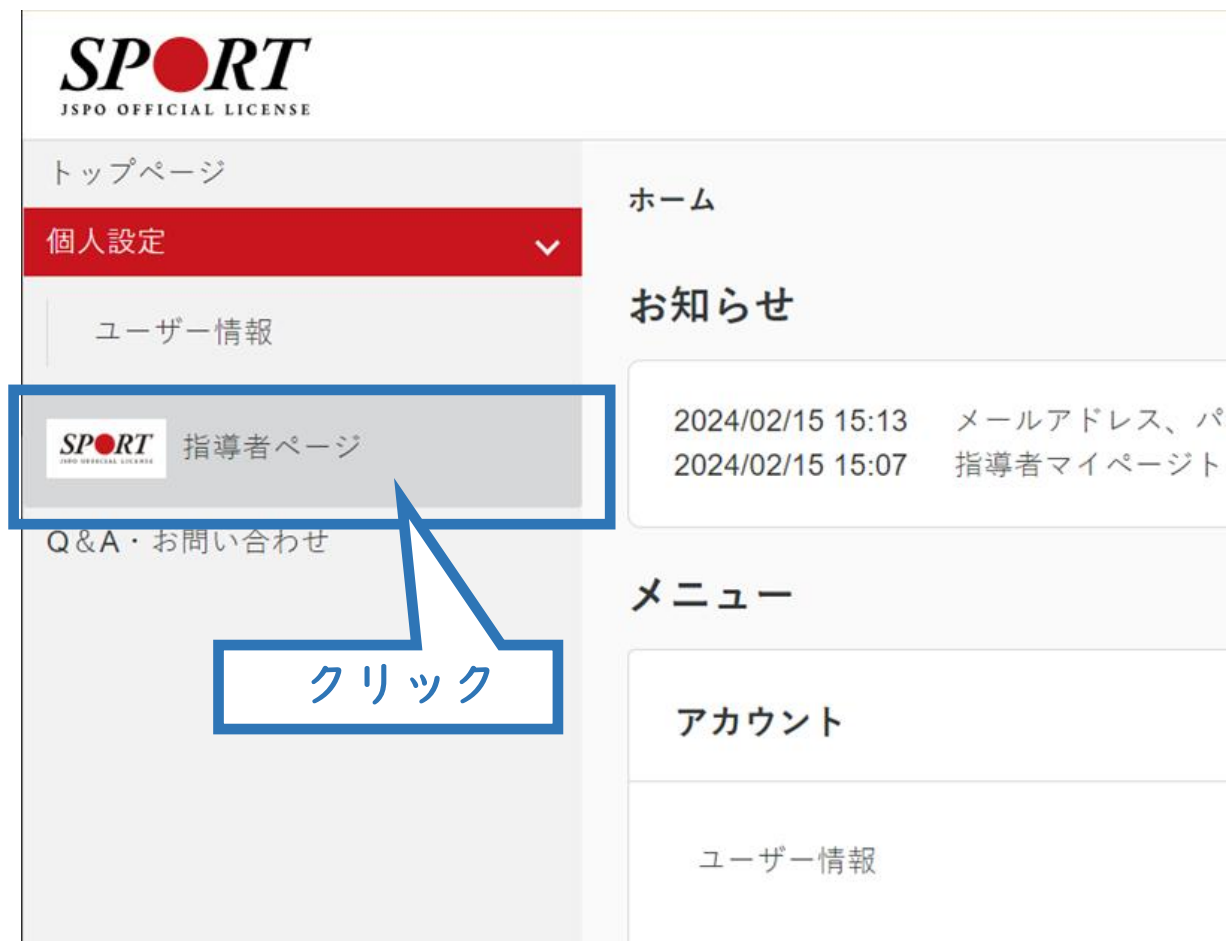 SPORT
JSPO OFFICIAL LICENSE
トップページ
個人設定
ユーザー情報
SPORT
JSPO OFFICIAL LICENSE
指導者ページ
Q&A・お問い合わせ
クリック
ホーム
お知らせ
2024/02/15 15:13 メールアドレス、パ
2024/02/15 15:07 指導者マイページト
メニュー
アカウント
ユーザー情報